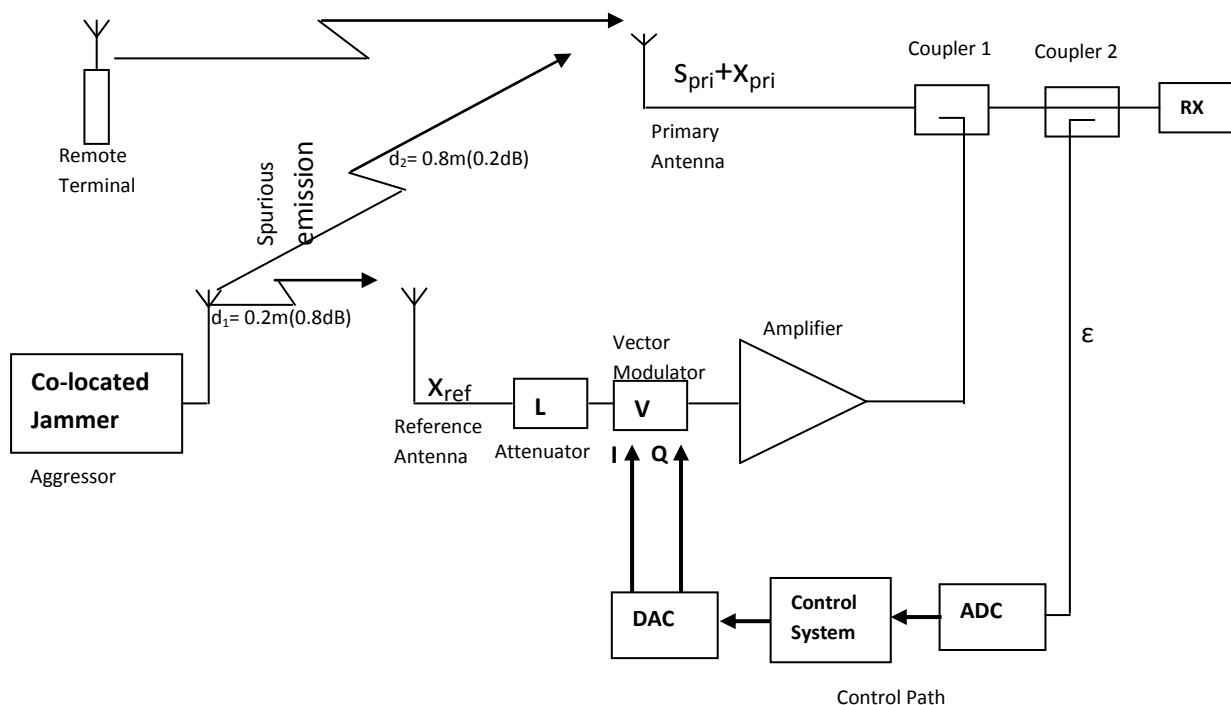 Coupler 1
Coupler 2
Spri+Xpri
RX
Primary
Antenna
Remote
Terminal
Spurious
emission
d2= 0.8m(0.2dB)
d1= 0.2m(0.8dB)
Co-located
Jammer
Aggressor
Xref
Reference
Antenna
L
Attenuator
Vector
Modulator
V
I
Q
Amplifier
ε
DAC
Control
System
ADC
Control Path